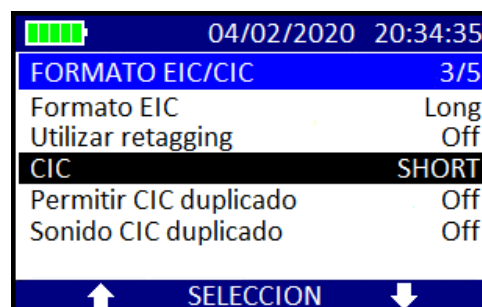 04/02/2020 20:34:35
FORMATO EIC/CIC 3/5
Formato EIC Long
Utilizar retagging Off
CIC SHORT
Permitir CIC duplicado Off
Sonido CIC duplicado Off
SELECCION